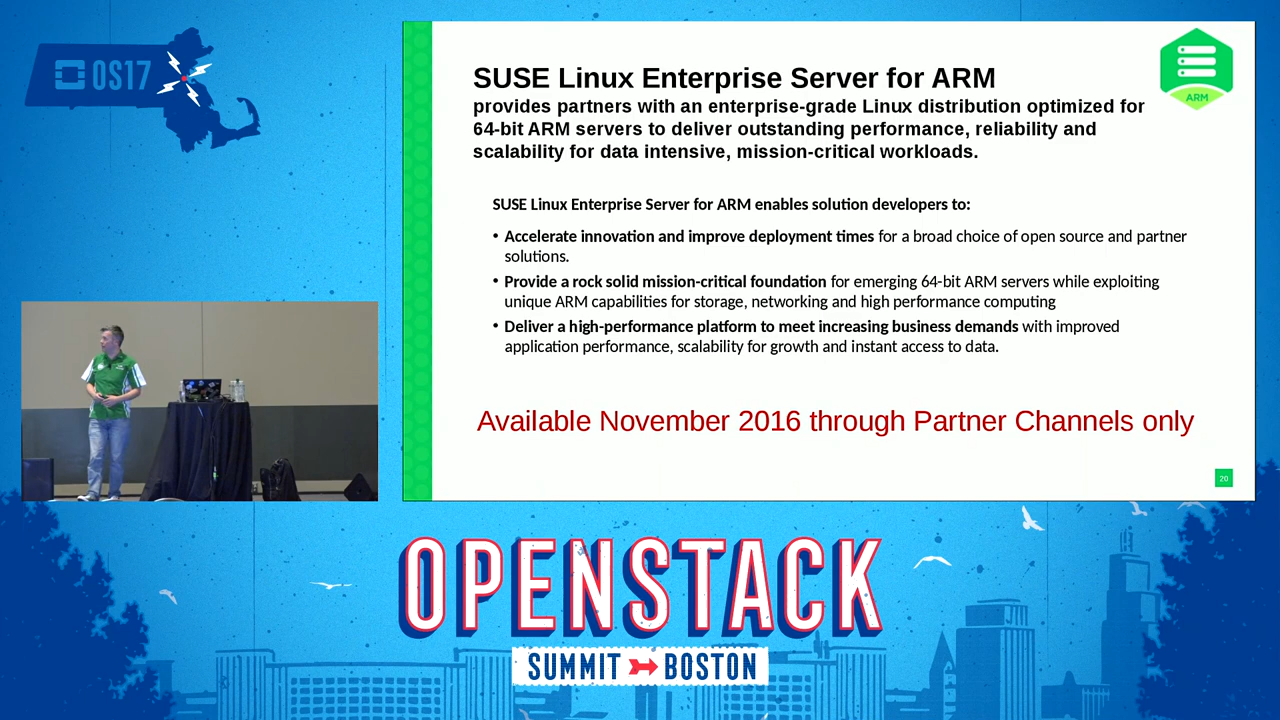 OS17
SUSE Linux Enterprise Server for ARM
provides partners with an enterprise-grade Linux distribution optimized for
64-bit ARM servers to deliver outstanding performance, reliability and
scalability for data intensive, mission-critical workloads.
ARM
SUSE Linux Enterprise Server for ARM enables solution developers to:
• Accelerate innovation and improve deployment times for a broad choice of open source and partner
solutions.
• Provide a rock solid mission-critical foundation for emerging 64-bit ARM servers while exploiting
unique ARM capabilities for storage, networking and high performance computing
• Deliver a high-performance platform to meet increasing business demands with improved
application performance, scalability for growth and instant access to data.
Available November 2016 through Partner Channels only
20
OPENSTACK
SUMMIT BOSTON